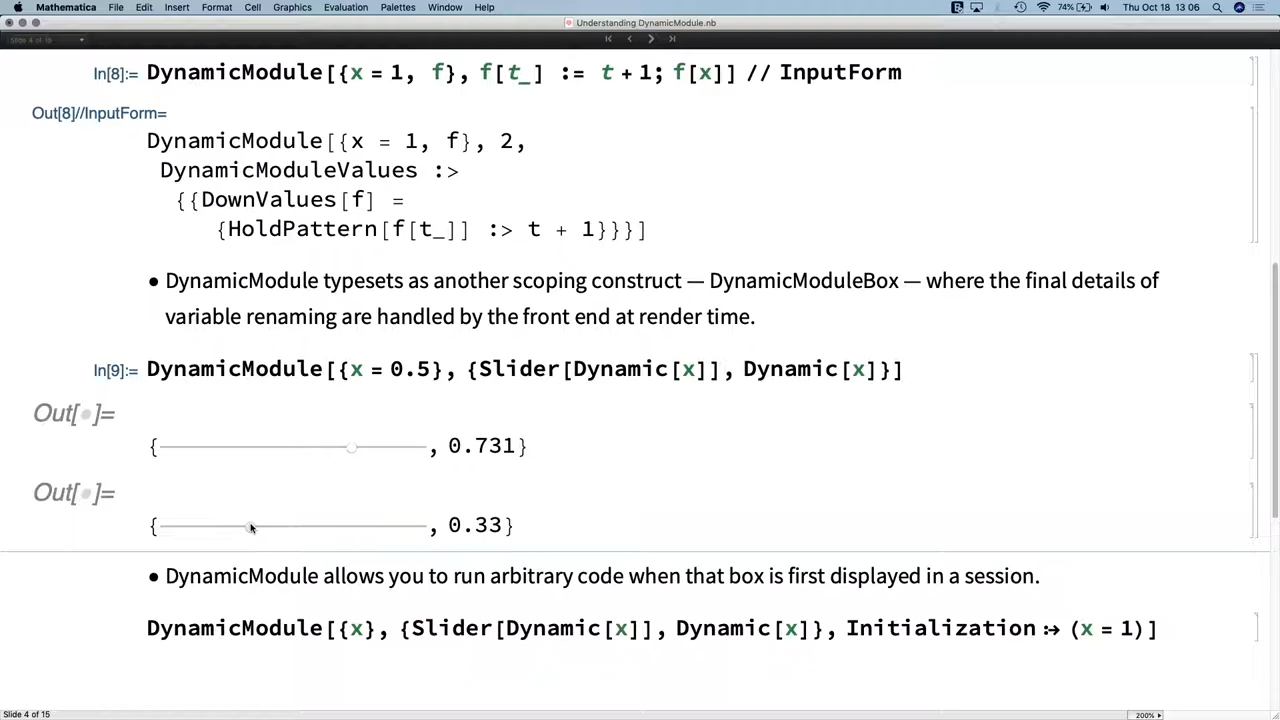 Mathematica File Edit Insert Format Cell Graphics Evaluation Palettes Window Help 74% Thu Oct 18 13:06
Understanding DynamicModule.nb
Slide 4 of 15
In[8]:= DynamicModule[{x = 1, f}, f[t_] := t + 1; f[x]] // InputForm
Out[8]//InputForm=
DynamicModule[{x = 1, f}, 2,
DynamicModuleValues :>
{{DownValues[f] =
{HoldPattern[f[t_]] :> t + 1}}}]
• DynamicModule typesets as another scoping construct — DynamicModuleBox — where the final details of
variable renaming are handled by the front end at render time.
In[9]:= DynamicModule[{x = 0.5}, {Slider[Dynamic[x]], Dynamic[x]}]
Out[•]=
{ , 0.731}
Out[•]=
{ , 0.33}
• DynamicModule allows you to run arbitrary code when that box is first displayed in a session.
DynamicModule[{x}, {Slider[Dynamic[x]], Dynamic[x]}, Initialization :> (x = 1)]
Slide 4 of 15 200%